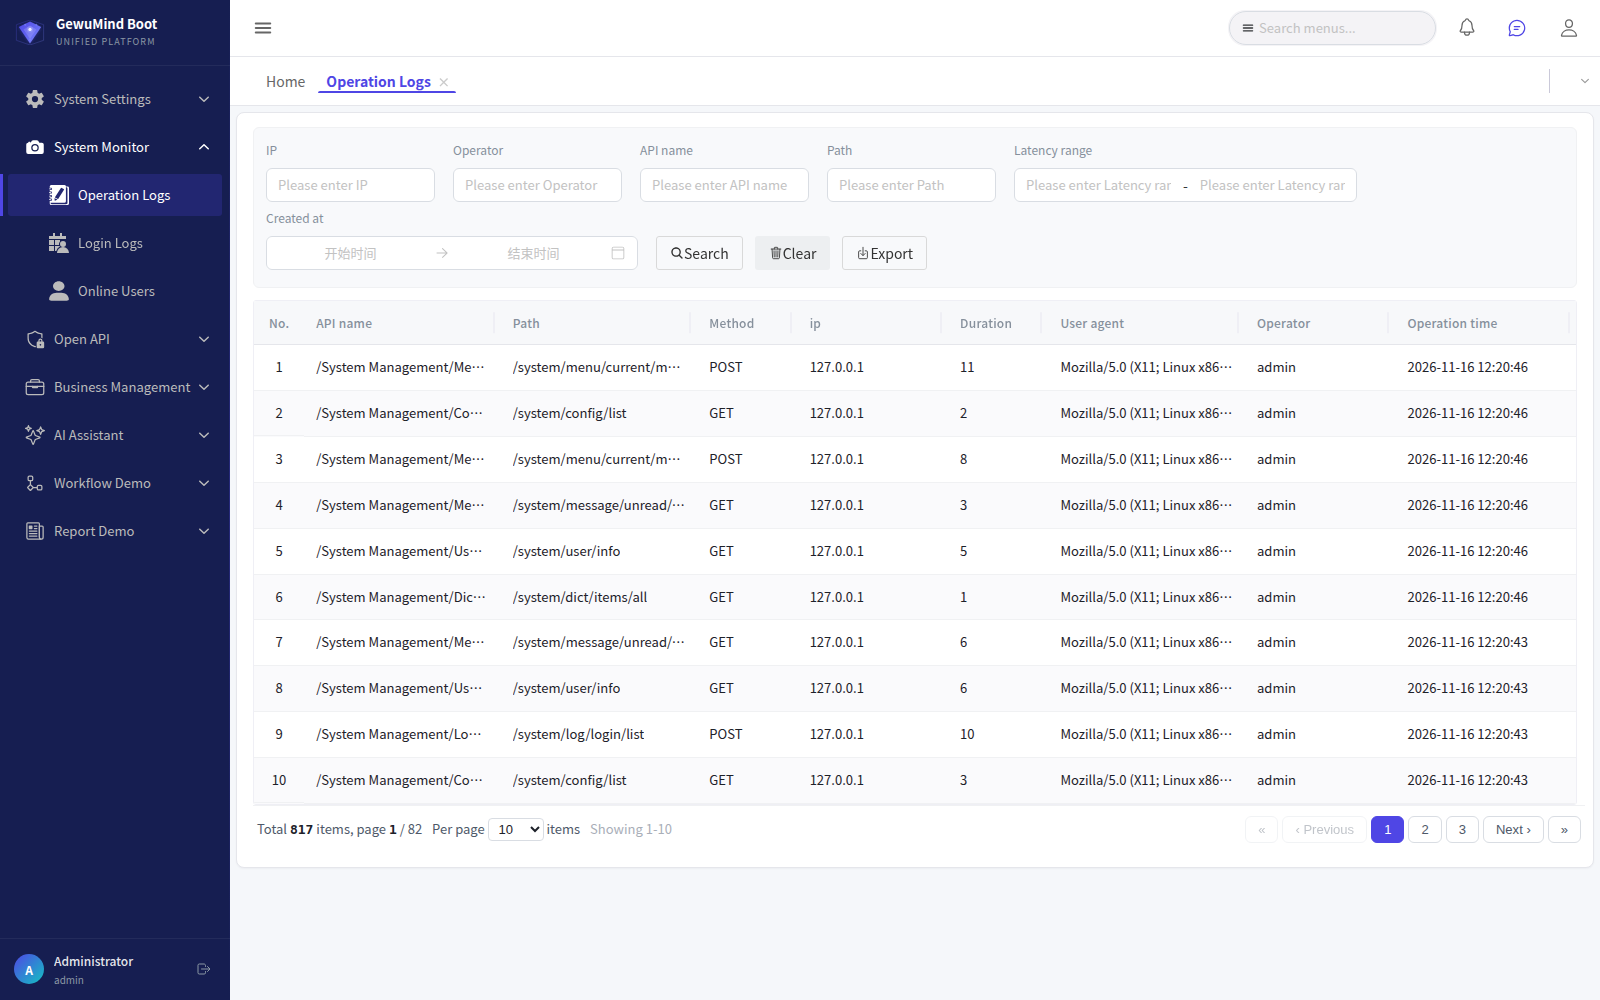 GewuMind Boot
UNIFIED PLATFORM
System Settings
System Monitor
Operation Logs
Login Logs
Online Users
Open API
Business Management
AI Assistant
Workflow Demo
Report Demo
A
Administrator
admin
Search menus...
Home
Operation Logs
IP
Operator
API name
Path
Latency range
Please enter IP
Please enter Operator
Please enter API name
Please enter Path
Please enter Latency rar - Please enter Latency rar
Created at
开始时间 → 结束时间
Search
Clear
Export
No. API name Path Method ip Duration User agent Operator Operation time
1 /System Management/Me··· /system/menu/current/m··· POST 127.0.0.1 11 Mozilla/5.0 (X11; Linux x86··· admin 2026-11-16 12:20:46
2 /System Management/Co··· /system/config/list GET 127.0.0.1 2 Mozilla/5.0 (X11; Linux x86··· admin 2026-11-16 12:20:46
3 /System Management/Me··· /system/menu/current/m··· POST 127.0.0.1 8 Mozilla/5.0 (X11; Linux x86··· admin 2026-11-16 12:20:46
4 /System Management/Me··· /system/message/unread/··· GET 127.0.0.1 3 Mozilla/5.0 (X11; Linux x86··· admin 2026-11-16 12:20:46
5 /System Management/Us··· /system/user/info GET 127.0.0.1 5 Mozilla/5.0 (X11; Linux x86··· admin 2026-11-16 12:20:46
6 /System Management/Dic··· /system/dict/items/all GET 127.0.0.1 1 Mozilla/5.0 (X11; Linux x86··· admin 2026-11-16 12:20:46
7 /System Management/Me··· /system/message/unread/··· GET 127.0.0.1 6 Mozilla/5.0 (X11; Linux x86··· admin 2026-11-16 12:20:43
8 /System Management/Us··· /system/user/info GET 127.0.0.1 6 Mozilla/5.0 (X11; Linux x86··· admin 2026-11-16 12:20:43
9 /System Management/Lo··· /system/log/login/list POST 127.0.0.1 10 Mozilla/5.0 (X11; Linux x86··· admin 2026-11-16 12:20:43
10 /System Management/Co··· /system/config/list GET 127.0.0.1 3 Mozilla/5.0 (X11; Linux x86··· admin 2026-11-16 12:20:43
Total 817 items, page 1 / 82 Per page 10 items Showing 1-10
« ‹ Previous 1 2 3 Next › »